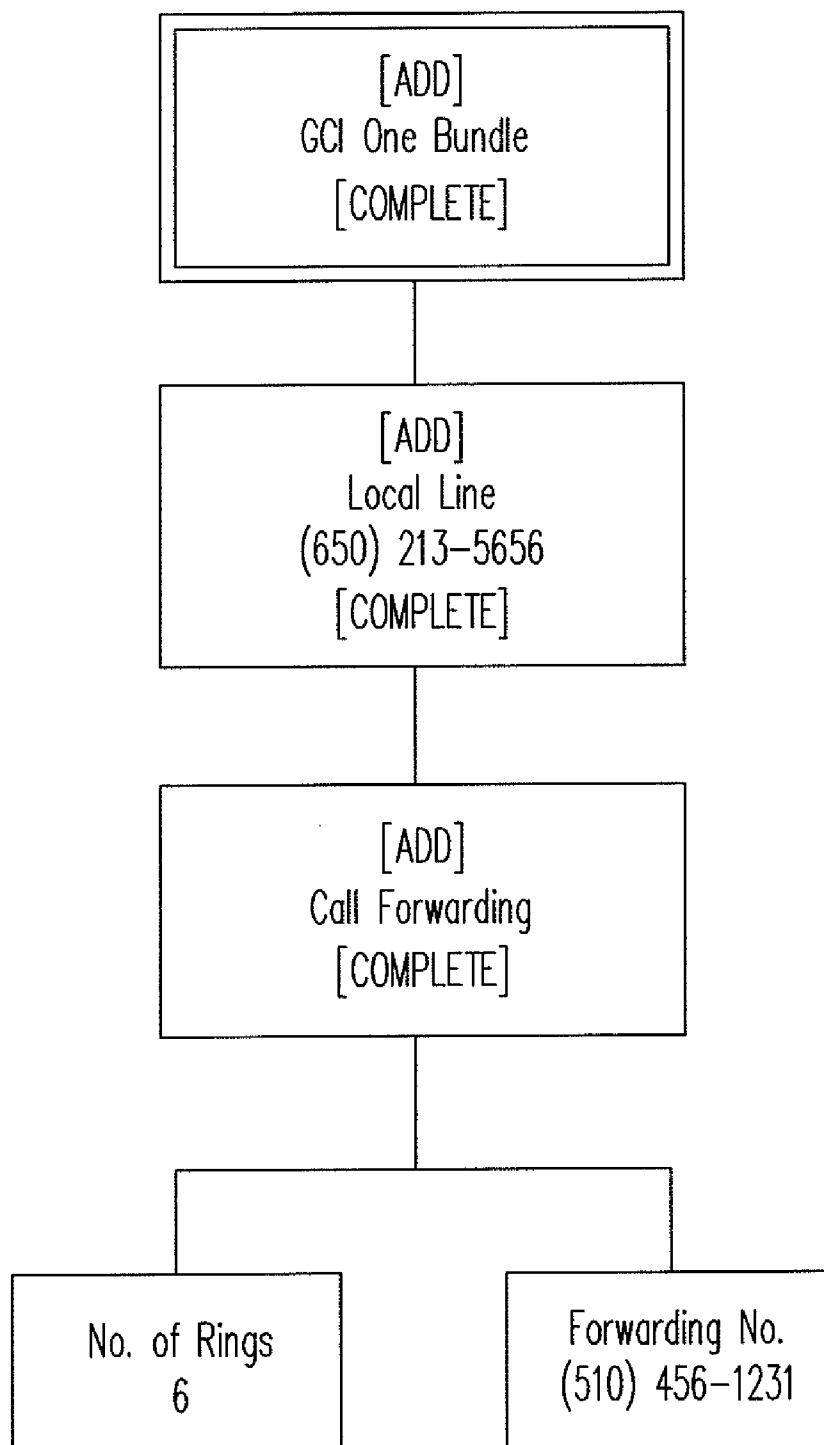 [ADD]
GCI One Bundle
[COMPLETE]
[ADD]
Local Line
(650) 213-5656
[COMPLETE]
[ADD]
Call Forwarding
[COMPLETE]
No. of Rings
6
Forwarding No.
(510) 456-1231